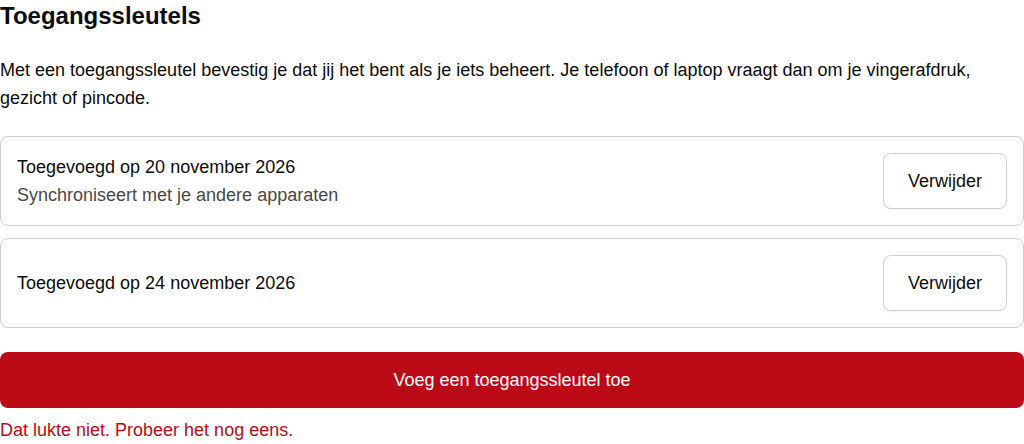 Toegangssleutels
Met een toegangssleutel bevestig je dat jij het bent als je iets beheert. Je telefoon of laptop vraagt dan om je vingerafdruk,
gezicht of pincode.
Toegevoegd op 20 november 2026
Synchroniseert met je andere apparaten
Verwijder
Toegevoegd op 24 november 2026
Verwijder
Voeg een toegangssleutel toe
Dat lukte niet. Probeer het nog eens.